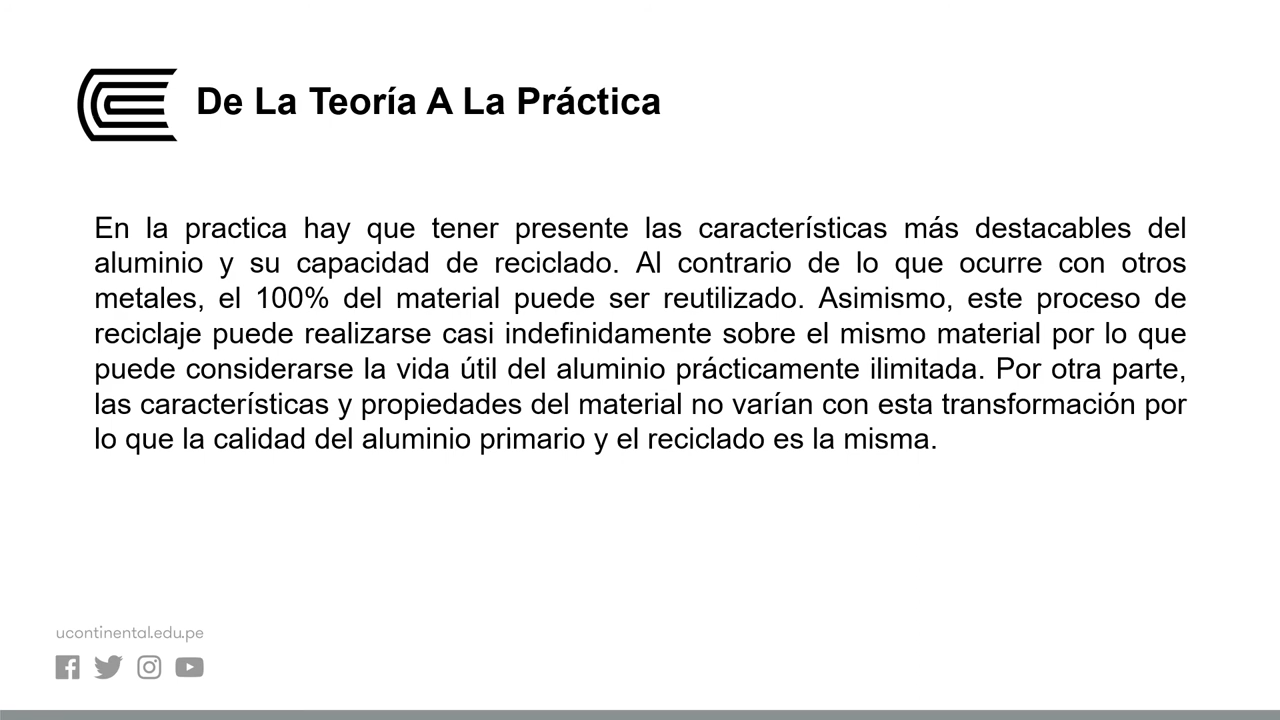 De La Teoría A La Práctica
En la practica hay que tener presente las características más destacables del
aluminio y su capacidad de reciclado. Al contrario de lo que ocurre con otros
metales, el 100% del material puede ser reutilizado. Asimismo, este proceso de
reciclaje puede realizarse casi indefinidamente sobre el mismo material por lo que
puede considerarse la vida útil del aluminio prácticamente ilimitada. Por otra parte,
las características y propiedades del material no varían con esta transformación por
lo que la calidad del aluminio primario y el reciclado es la misma.
ucontinental.edu.pe